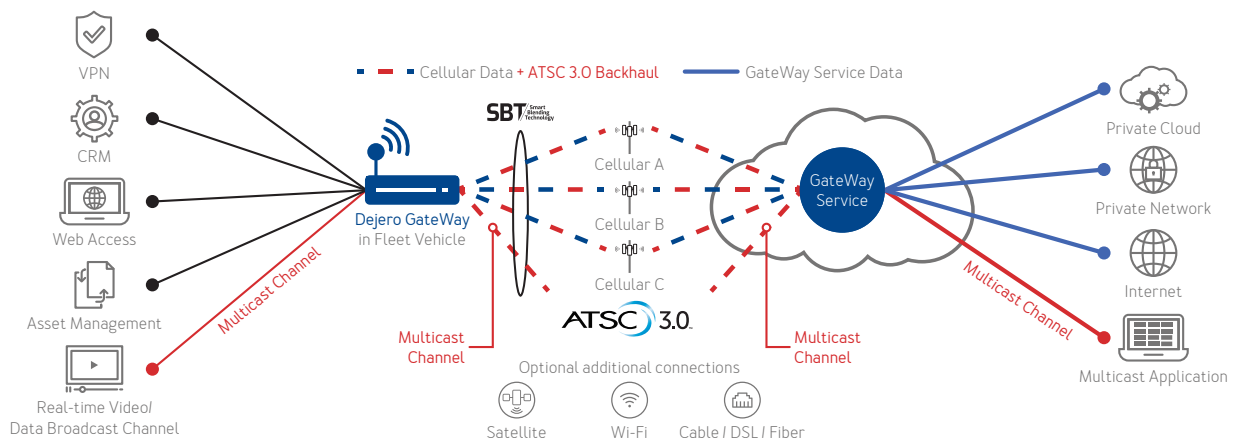 VPN
CRM
Web Access
Asset Management
Real-time Video/
Data Broadcast Channel
Multicast Channel
Cellular Data + ATSC 3.0 Backhaul
GateWay Service Data
SBT Smart
Blending
Technology
Dejero GateWay
in Fleet Vehicle
Cellular A
Cellular B
Cellular C
ATSC 3.0
Multicast
Channel
Multicast
Channel
Optional additional connections
Satellite
Wi-Fi
Cable / DSL / Fiber
GateWay
Service
Multicast Channel
Private Cloud
Private Network
Internet
Multicast Application